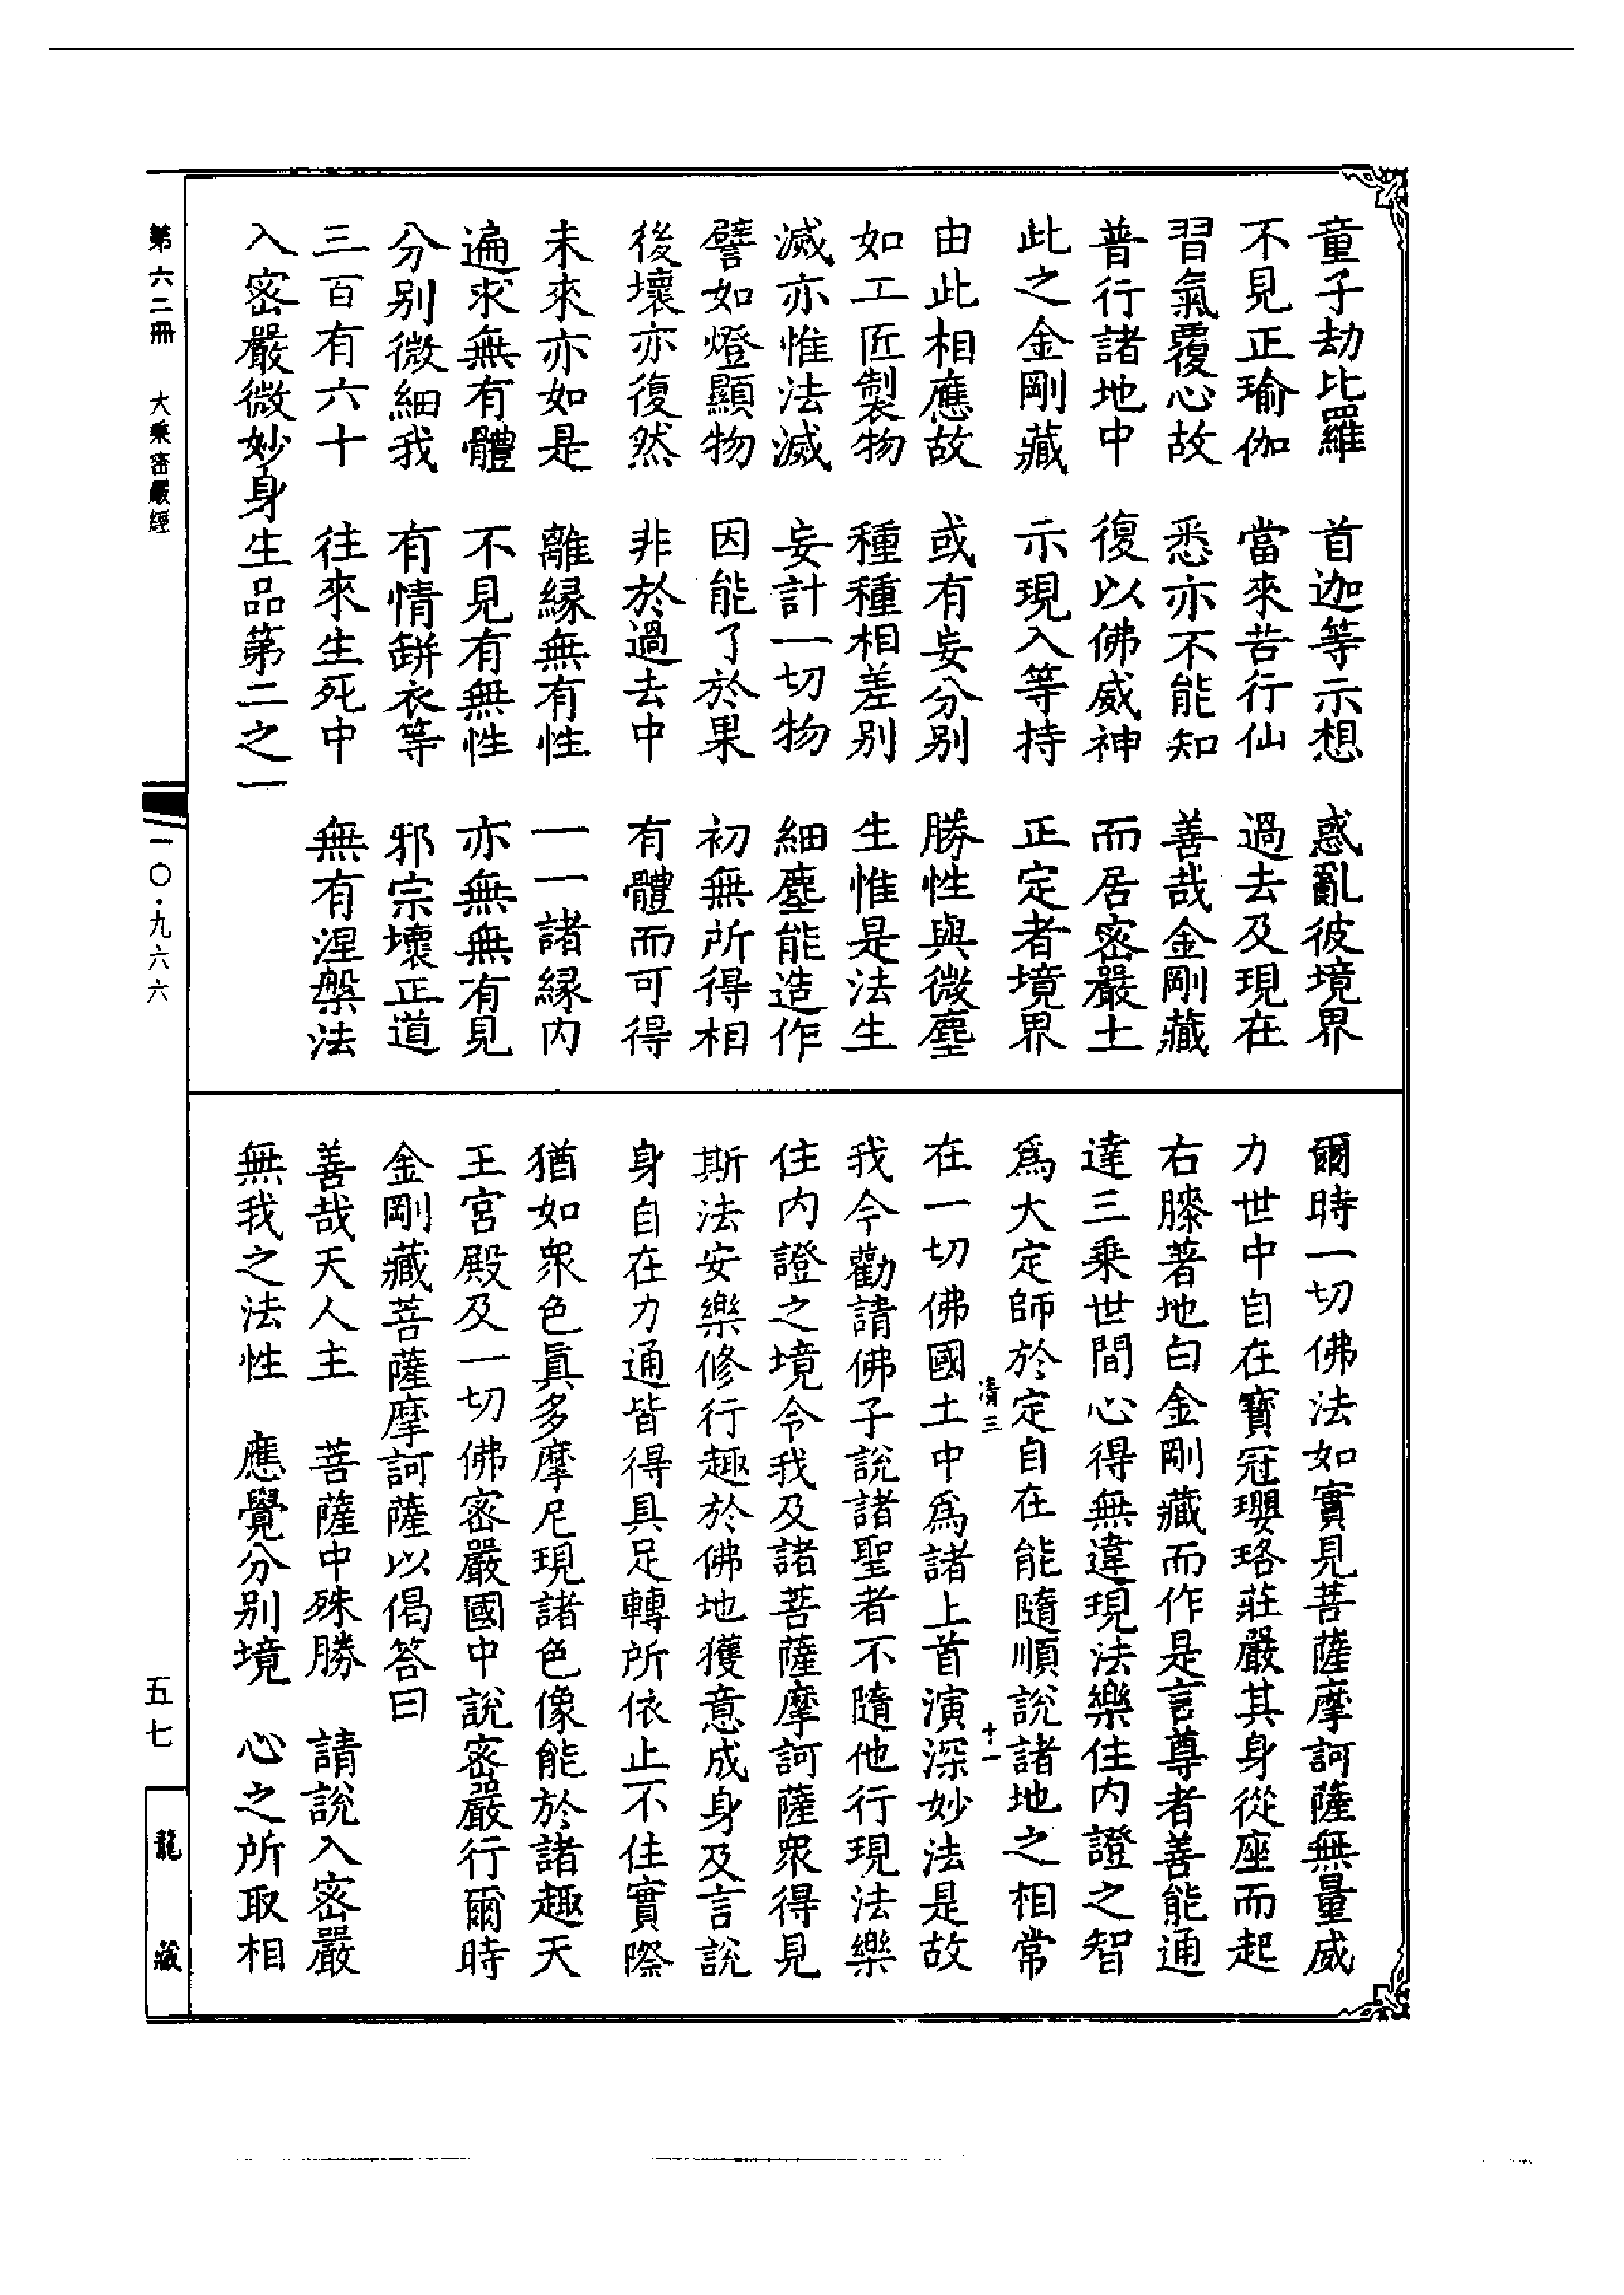 童子劫比羅　首迦等示想　惑亂彼境界
不見正瑜伽　當來苦行仙　過去及現在
習氣覆心故　悉亦不能知　善哉金剛藏
普行諸地中　復以佛威神　而居密嚴土
此之金剛藏　示現入等持　正定者境界
由此相應故　或有妄分別　勝性與微塵
如工匠製物　種種相差別　生惟是法生
滅亦惟法滅　妄計一切物　細塵能造作
譬如燈顯物　因能了於果　初無所得相
後壞亦復然　非於過去中　有體而可得
未來亦如是　離緣無有性　一一諸緣內
遍求無有體　不見有無性　亦無無有見
分別微細我　有情缾衣等　邪宗壞正道
三百有六十　往來生死中　無有涅槃法
入密嚴微妙身生品第二之一
爾時一切佛法如實見菩薩摩訶薩無量威
力世中自在寶冠瓔珞莊嚴其身從座而起
右膝著地白金剛藏而作是言尊者善能通
達三乘世間心得無違現法樂住內證之智
為大定師於定自在能隨順說諸地之相常
清三　十一
在一切佛國土中為諸上首演深妙法是故
我今勸請佛子說諸聖者不隨他行現法樂
住內證之境令我及諸菩薩摩訶薩眾得見
斯法安樂修行趣於佛地獲意成身及言說
身自在力通皆得具足轉所依止不住實際
猶如眾色真多摩尼現諸色像能於諸趣天
王宮殿及一切佛密嚴國中說密嚴行爾時
金剛藏菩薩摩訶薩以偈答曰
善哉天人主　菩薩中殊勝　請說入密嚴
無我之法性　應覺分別境　心之所取相
第六二冊　大乘密嚴經　一〇·九六六　五七　龍藏